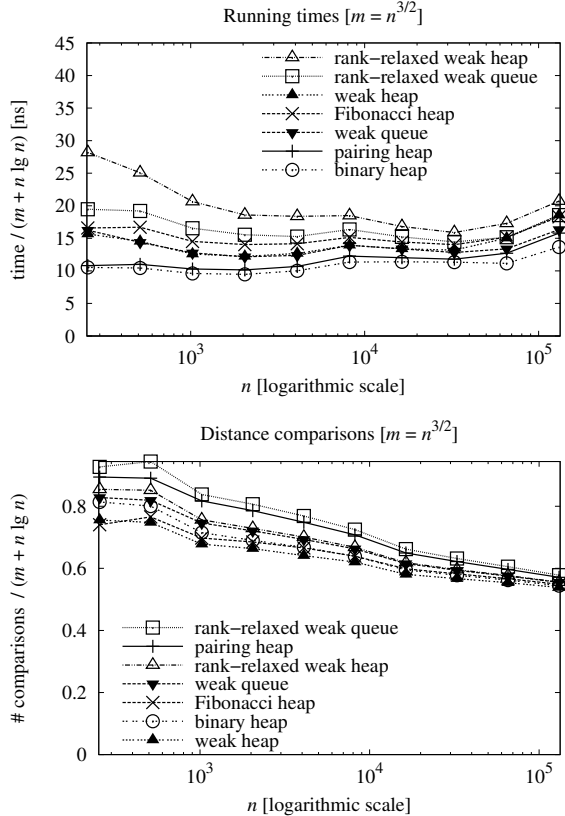 Running times [m = n^{3/2}]
45
40
35
30
25
20
15
10
5
0
time / (m + n lg n) [ns]
rank−relaxed weak heap
rank−relaxed weak queue
weak heap
Fibonacci heap
weak queue
pairing heap
binary heap
10^3
10^4
10^5
n [logarithmic scale]
Distance comparisons [m = n^{3/2}]
0.8
0.6
0.4
0.2
0
# comparisons / (m + n lg n)
rank−relaxed weak queue
pairing heap
rank−relaxed weak heap
weak queue
Fibonacci heap
binary heap
weak heap
10^3
10^4
10^5
n [logarithmic scale]